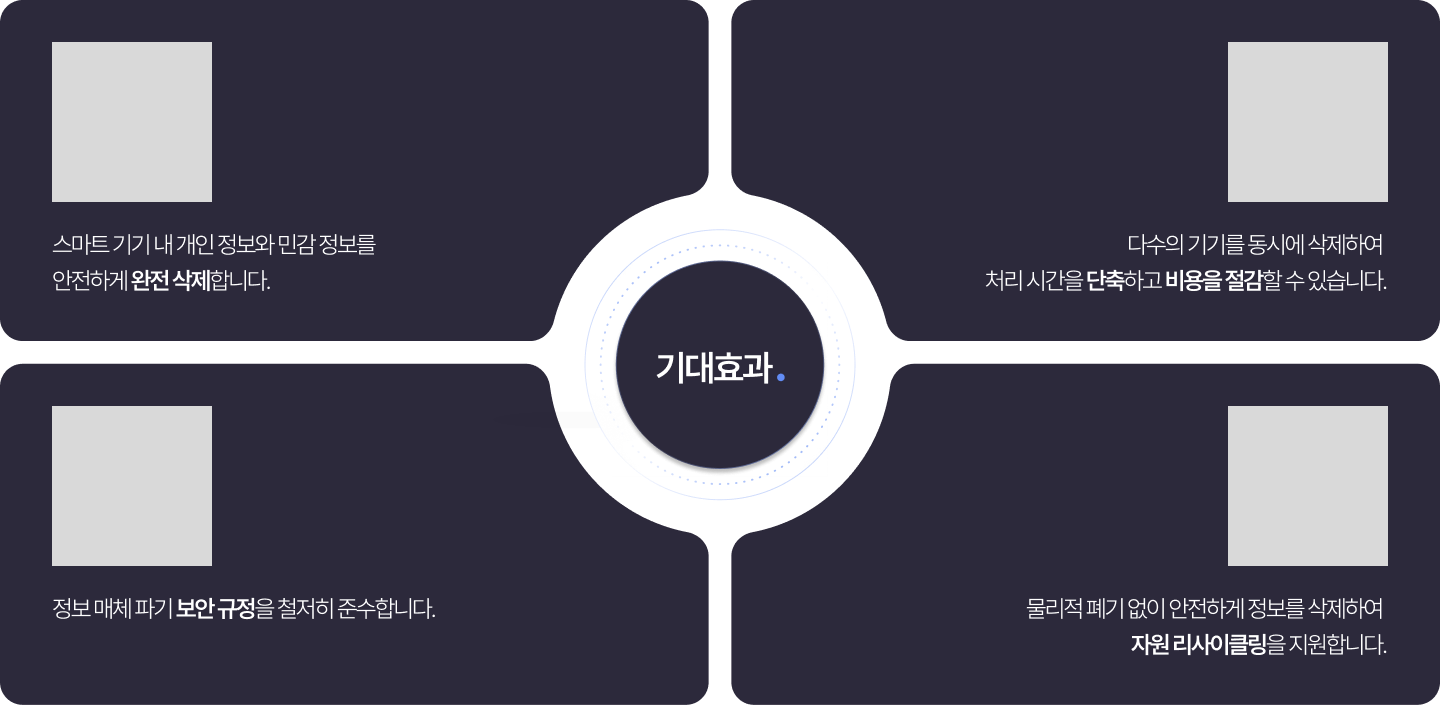 스마트 기기 내 개인 정보와 민감 정보를
안전하게 완전 삭제합니다.
다수의 기기를 동시에 삭제하여
처리 시간을 단축하고 비용을 절감할 수 있습니다.
기대효과.
정보 매체 파기 보안 규정을 철저히 준수합니다.
물리적 폐기 없이 안전하게 정보를 삭제하여
자원 리사이클링을 지원합니다.